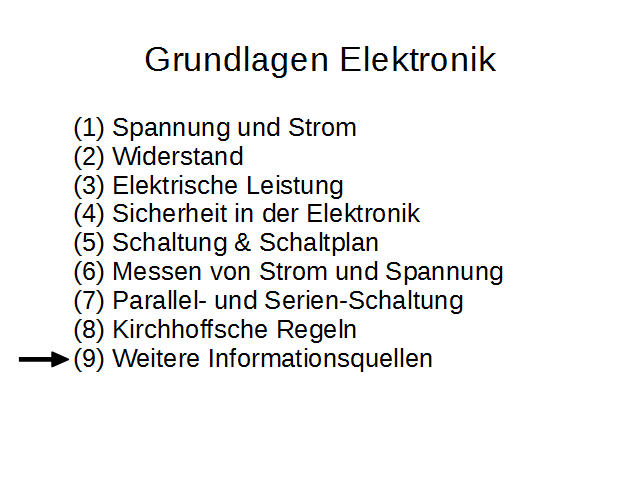 Grundlagen Elektronik
(1) Spannung und Strom
(2) Widerstand
(3) Elektrische Leistung
(4) Sicherheit in der Elektronik
(5) Schaltung & Schaltplan
(6) Messen von Strom und Spannung
(7) Parallel- und Serien-Schaltung
(8) Kirchhoffsche Regeln
(9) Weitere Informationsquellen